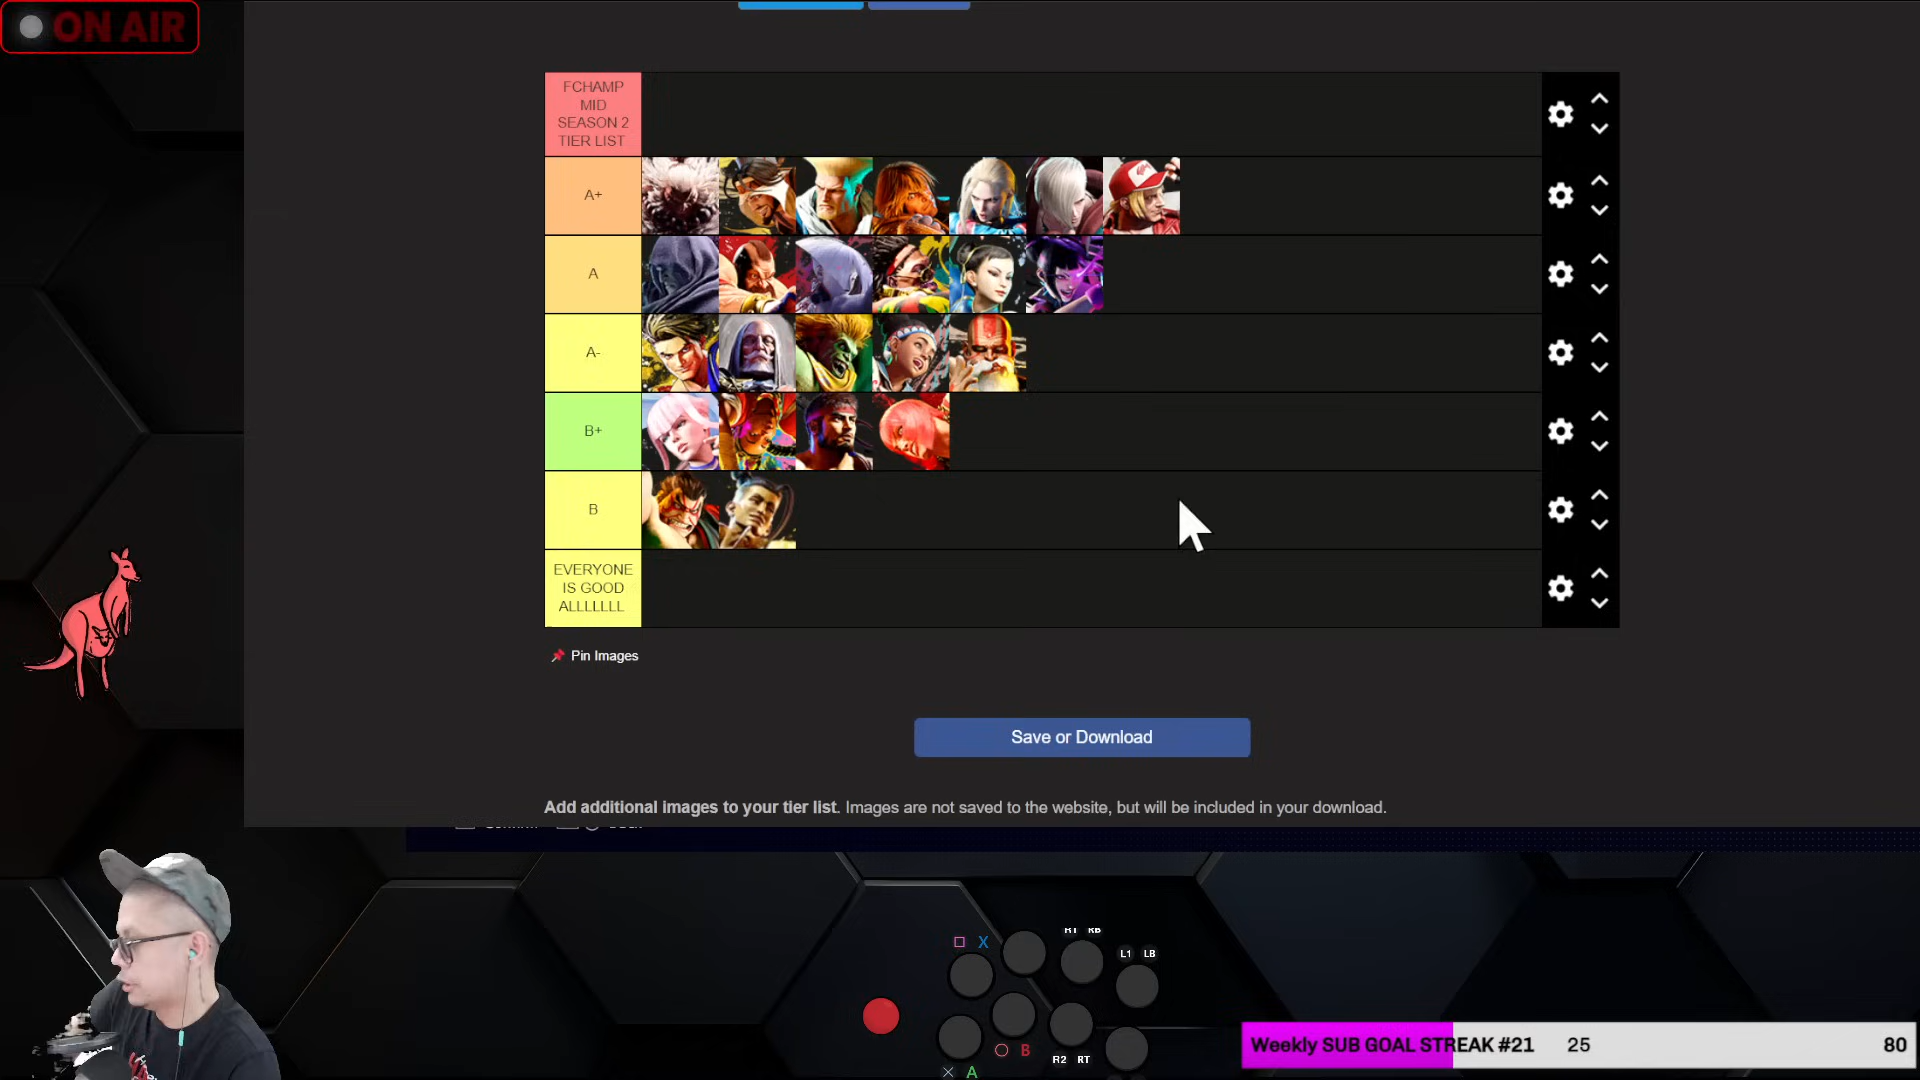 ON AIR
FCHAMP
MID
SEASON 2
TIER LIST
A+
A
A-
B+
B
EVERYONE
IS GOOD
ALLLLLLL
Pin Images
Save or Download
Add additional images to your tier list. Images are not saved to the website, but will be included in your download.
R1 RB
X
L1 LB
B
R2 RT
A
Weekly SUB GOAL STREAK #21 25 80